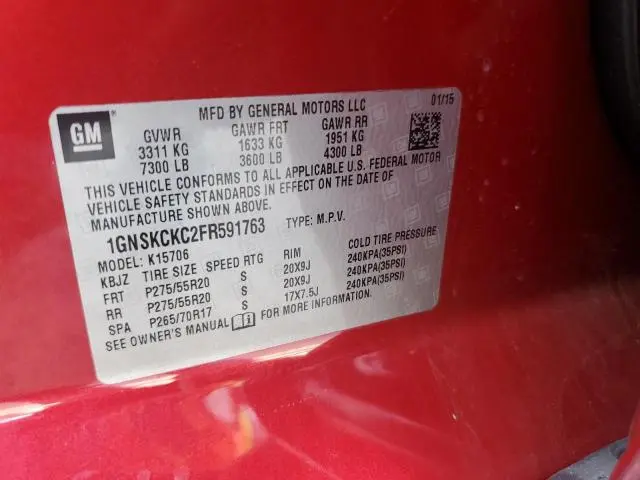 GM
MFD BY GENERAL MOTORS LLC 01/15
GVWR GAWR FRT GAWR RR
3311 KG 1633 KG 1951 KG
7300 LB 3600 LB 4300 LB
THIS VEHICLE CONFORMS TO ALL APPLICABLE U.S. FEDERAL MOTOR
VEHICLE SAFETY STANDARDS IN EFFECT ON THE DATE OF
MANUFACTURE SHOWN ABOVE.
1GNSKCKC2FR591763 TYPE: M.P.V.
MODEL: K15706
KBJZ TIRE SIZE SPEED RTG RIM COLD TIRE PRESSURE
FRT P275/55R20 S 20X9J 240KPA(35PSI)
RR P275/55R20 S 20X9J 240KPA(35PSI)
SPA P265/70R17 S 17X7.5J 240KPA(35PSI)
SEE OWNER'S MANUAL FOR MORE INFORMATION.